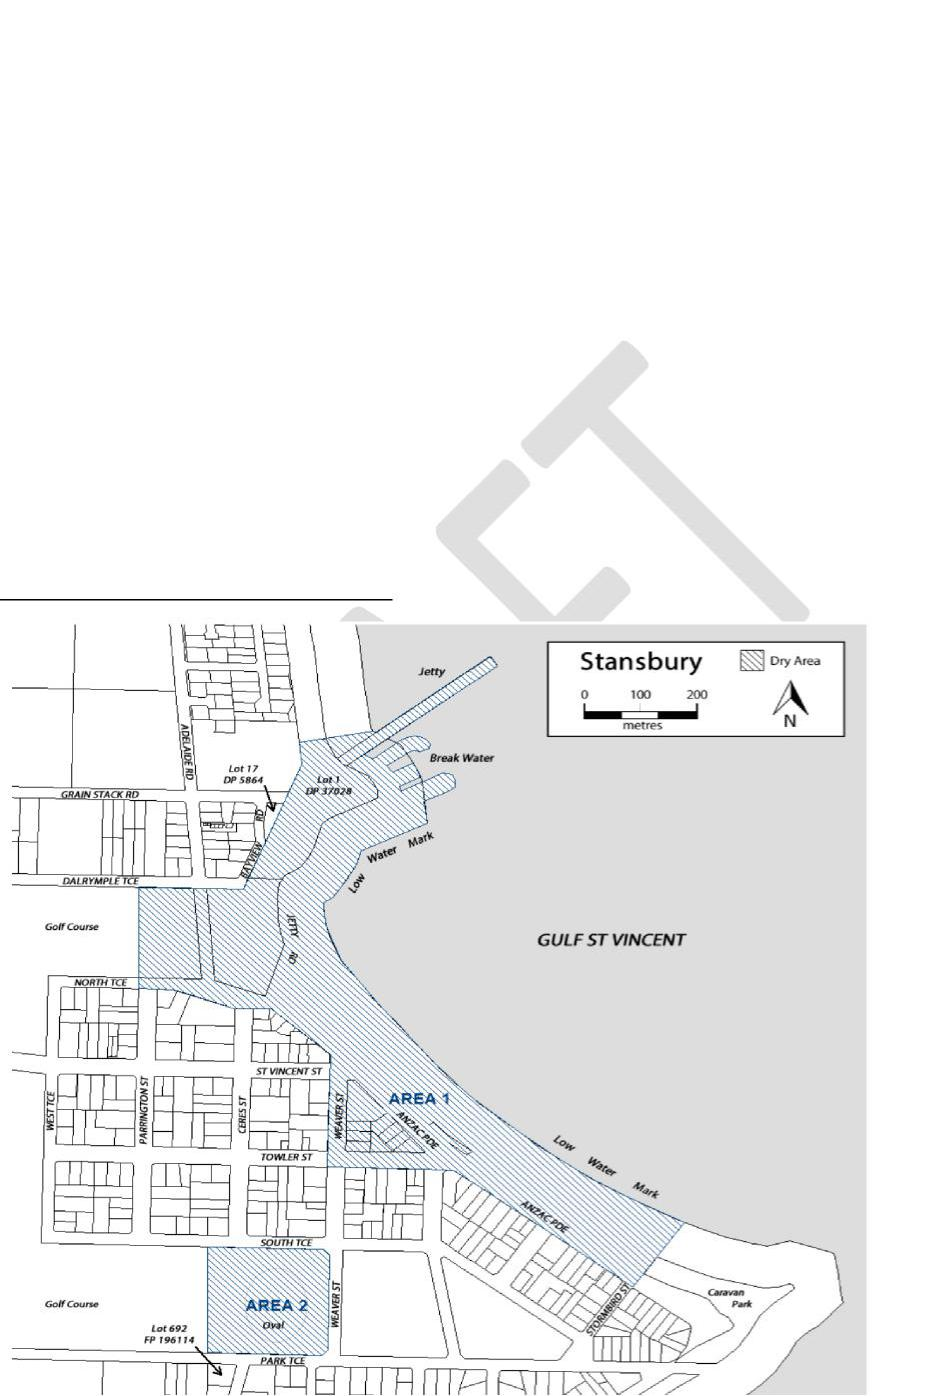 Stansbury
Dry Area
0 100 200
metres
N
Jetty
Break Water
ADELAIDE RD
Lot 17
DP 5864
Lot 1
DP 37028
GRAIN STACK RD
BAYVIEW RD
Low Water Mark
DALRYMPLE TCE
Golf Course
JETTY RD
GULF ST VINCENT
NORTH TCE
ST VINCENT ST
WEST TCE
PARRINGTON ST
CERES ST
WEAVER ST
AREA 1
ANZAC PDE
TOWLER ST
Low Water Mark
ANZAC PDE
SOUTH TCE
Golf Course
AREA 2
Oval
WEAVER ST
STORMBIRD ST
Caravan
Park
Lot 692
FP 196114
PARK TCE